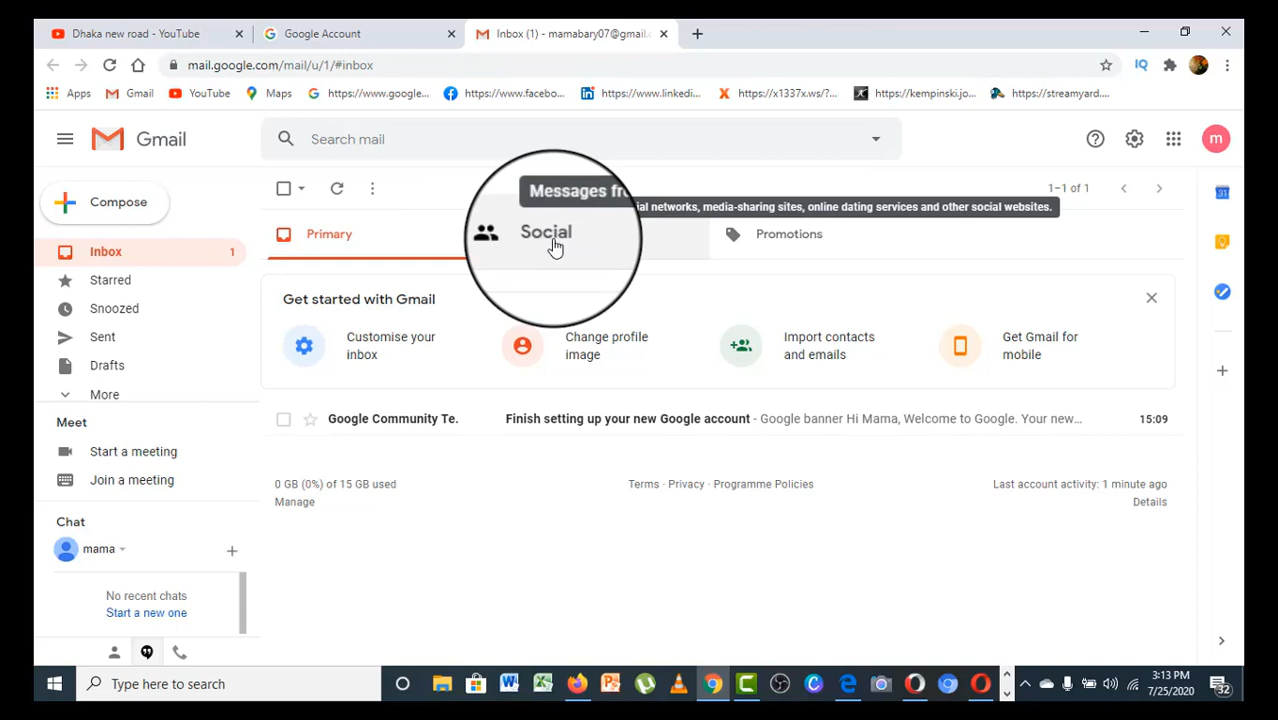 Dhaka new road - YouTube
Google Account
Inbox (1) - mamabary07@gmail.c
mail.google.com/mail/u/1/#inbox
IQ
Apps
Gmail
YouTube
Maps
https://www.google...
https://www.facebo...
https://www.linkedi...
https://x1337x.ws/?...
https://kempinski.jo...
https://streamyard....
Gmail
Search mail
m
Compose
Messages fr
ial networks, media-sharing sites, online dating services and other social websites.
1–1 of 1
31
Primary
Social
Promotions
Inbox
1
Starred
Snoozed
Sent
Drafts
More
Get started with Gmail
Customise your
inbox
Change profile
image
Import contacts
and emails
Get Gmail for
mobile
Google Community Te.
Finish setting up your new Google account - Google banner Hi Mama, Welcome to Google. Your new...
15:09
Meet
Start a meeting
Join a meeting
0 GB (0%) of 15 GB used
Manage
Terms · Privacy · Programme Policies
Last account activity: 1 minute ago
Details
Chat
mama
No recent chats
Start a new one
Type here to search
3:13 PM
7/25/2020
32